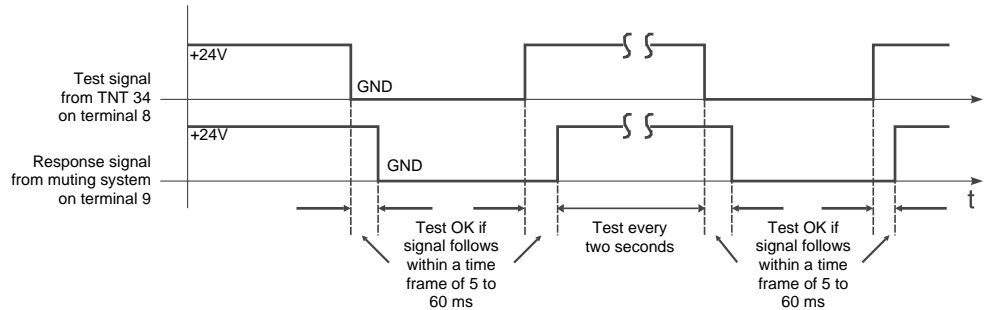 +24V
Test signal
from TNT 34
on terminal 8
GND
+24V
Response signal
from muting system
on terminal 9
GND
t
Test OK if
signal follows
within a time
frame of 5 to
60 ms
Test every
two seconds
Test OK if
signal follows
within a time
frame of 5 to
60 ms